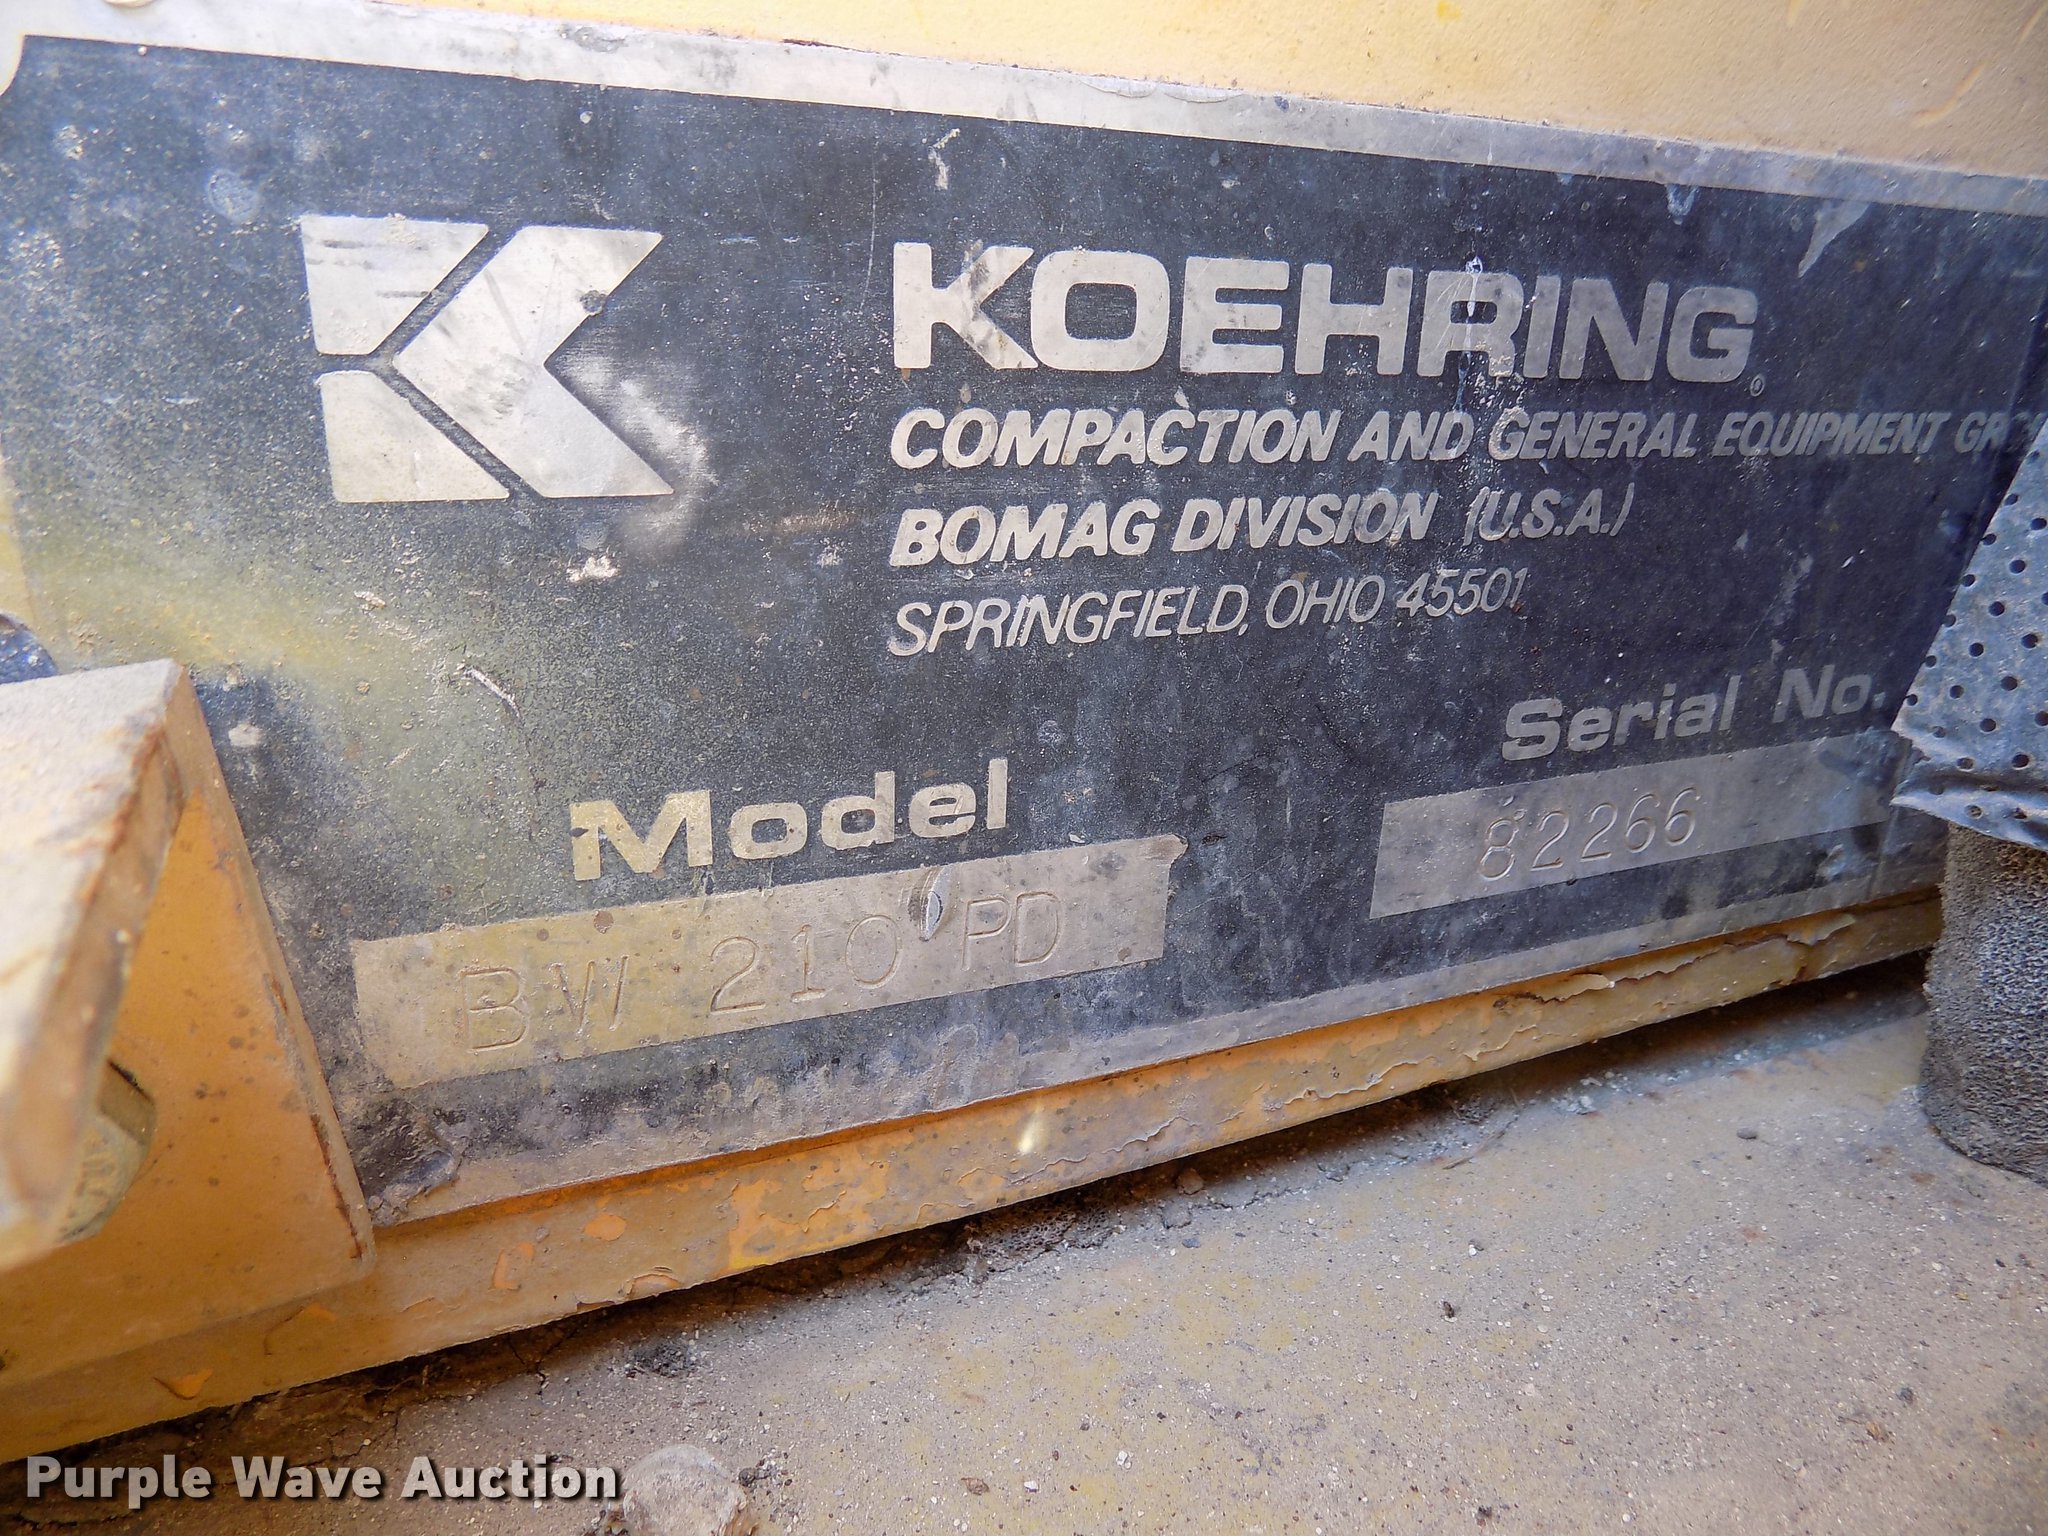 KOEHRING®
COMPACTION AND GENERAL EQUIPMENT
BOMAG DIVISION (U.S.A.)
SPRINGFIELD, OHIO 45501
Model
Serial No.
BW 210 PD
82266
Purple Wave Auction